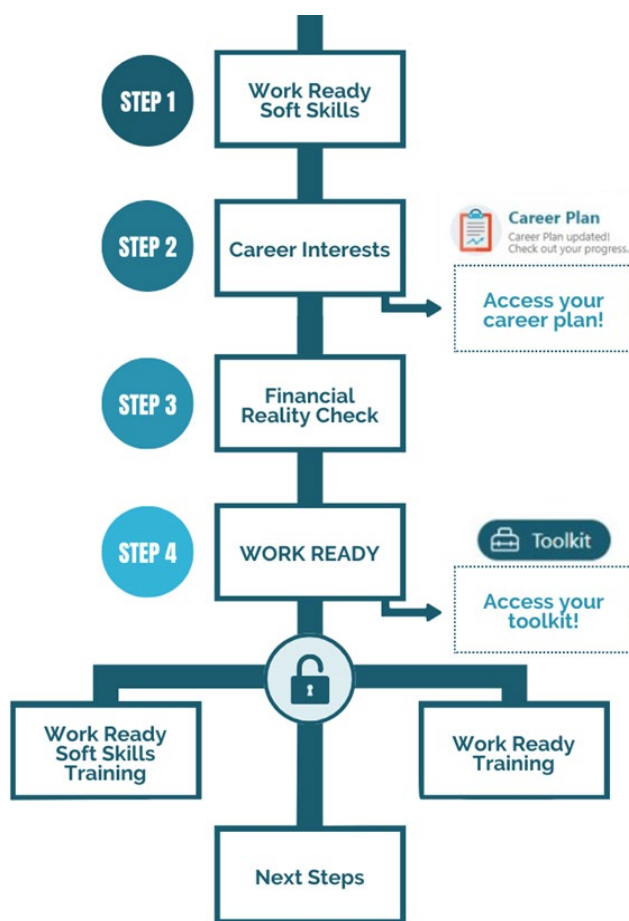 STEP 1
Work Ready
Soft Skills
STEP 2
Career Interests
Career Plan
Career Plan updated!
Check out your progress.
Access your
career plan!
STEP 3
Financial
Reality Check
STEP 4
WORK READY
Toolkit
Access your
toolkit!
Work Ready
Soft Skills
Training
Work Ready
Training
Next Steps